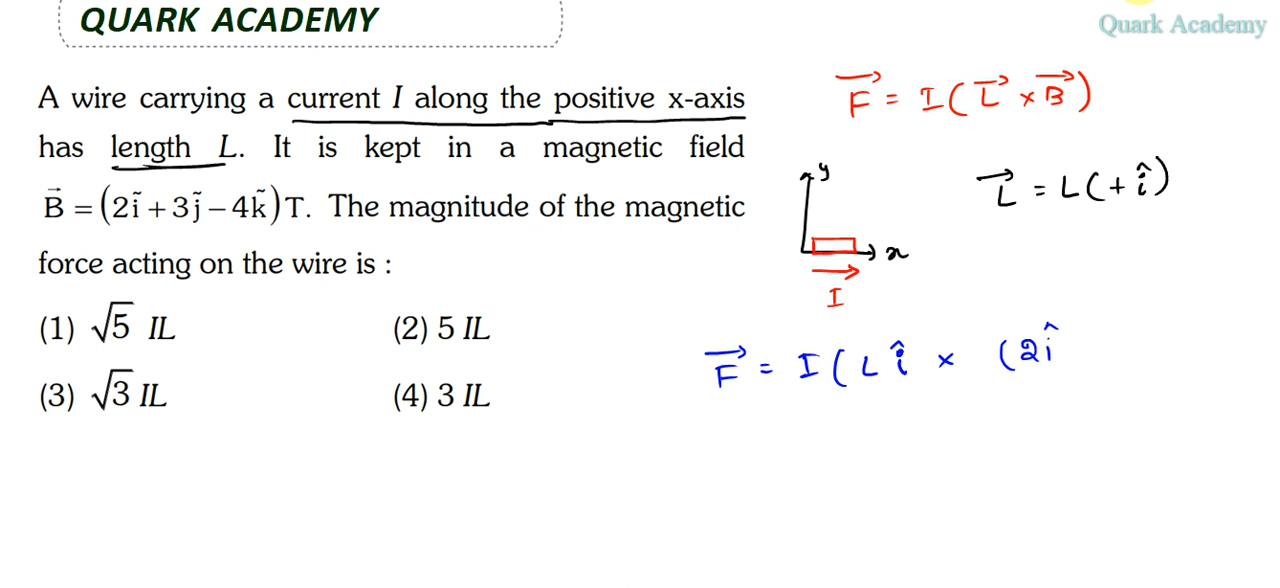 QUARK ACADEMY
Quark Academy
A wire carrying a current I along the positive x-axis
has length L. It is kept in a magnetic field
B⃗ = (2ĩ + 3j̃ − 4k̃)T. The magnitude of the magnetic
force acting on the wire is :
(1) √5 IL
(2) 5 IL
(3) √3 IL
(4) 3 IL
F⃗ = I(L⃗ × B⃗)
y
L⃗ = L(+î)
x
I
F⃗ = I(Lî × (2î